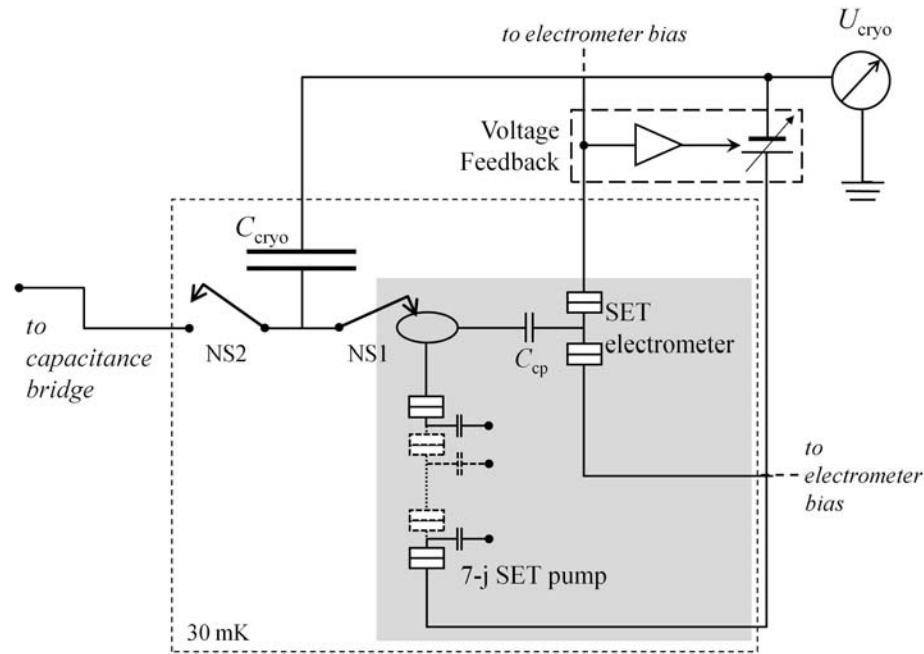 to electrometer bias
U_cryo
Voltage
Feedback
C_cryo
SET
electrometer
NS2
NS1
C_cp
to
capacitance
bridge
to
electrometer
bias
7-j SET pump
30 mK